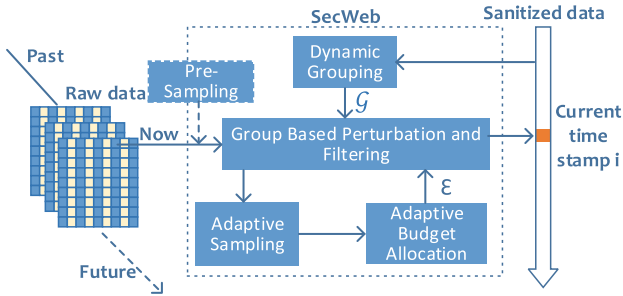 SecWeb
Sanitized data
Past
Dynamic
Grouping
Pre-
Sampling
Raw data
𝒢
Now
Group Based Perturbation and
Filtering
Current
time
stamp i
ε
Adaptive
Sampling
Adaptive
Budget
Allocation
Future